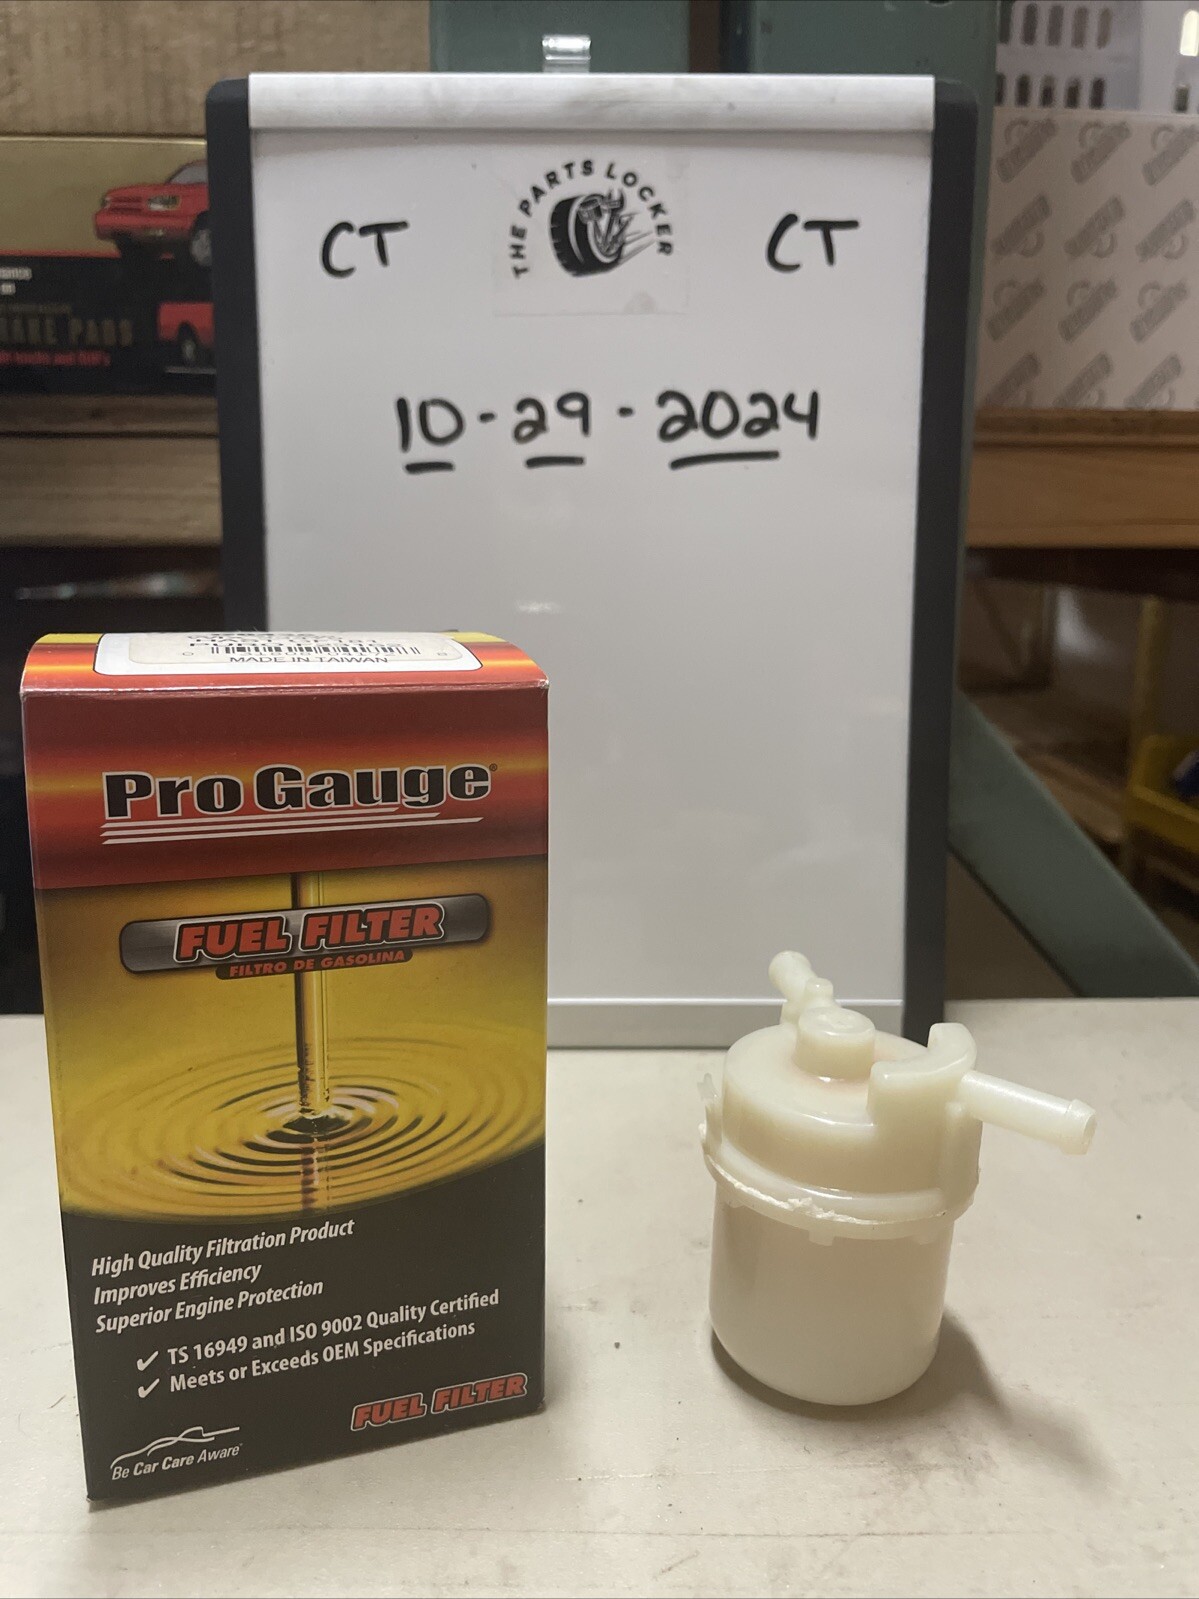 THE PARTS LOCKER
CT
CT
10-29-2024
BRAKE PADS
MADE IN TAIWAN
Pro Gauge®
FUEL FILTER
FILTRO DE GASOLINA
High Quality Filtration Product
Improves Efficiency
Superior Engine Protection
✓ TS 16949 and ISO 9002 Quality Certified
✓ Meets or Exceeds OEM Specifications
FUEL FILTER
Be Car Care Aware™